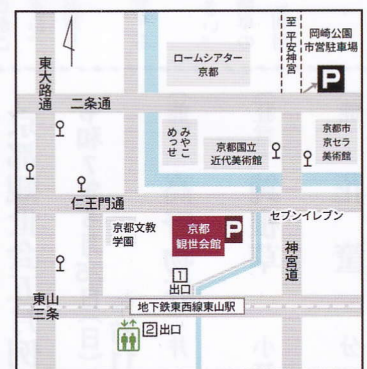 至 平安神宮
岡崎公園
市営駐車場
P
ロームシアター
京都
東大路通
二条通
みやこ
めっせ
京都国立
近代美術館
京都市
京セラ
美術館
仁王門通
セブンイレブン
京都文教
学園
京都
観世会館
P
神宮道
1
出口
東山
三条
地下鉄東西線東山駅
2 出口